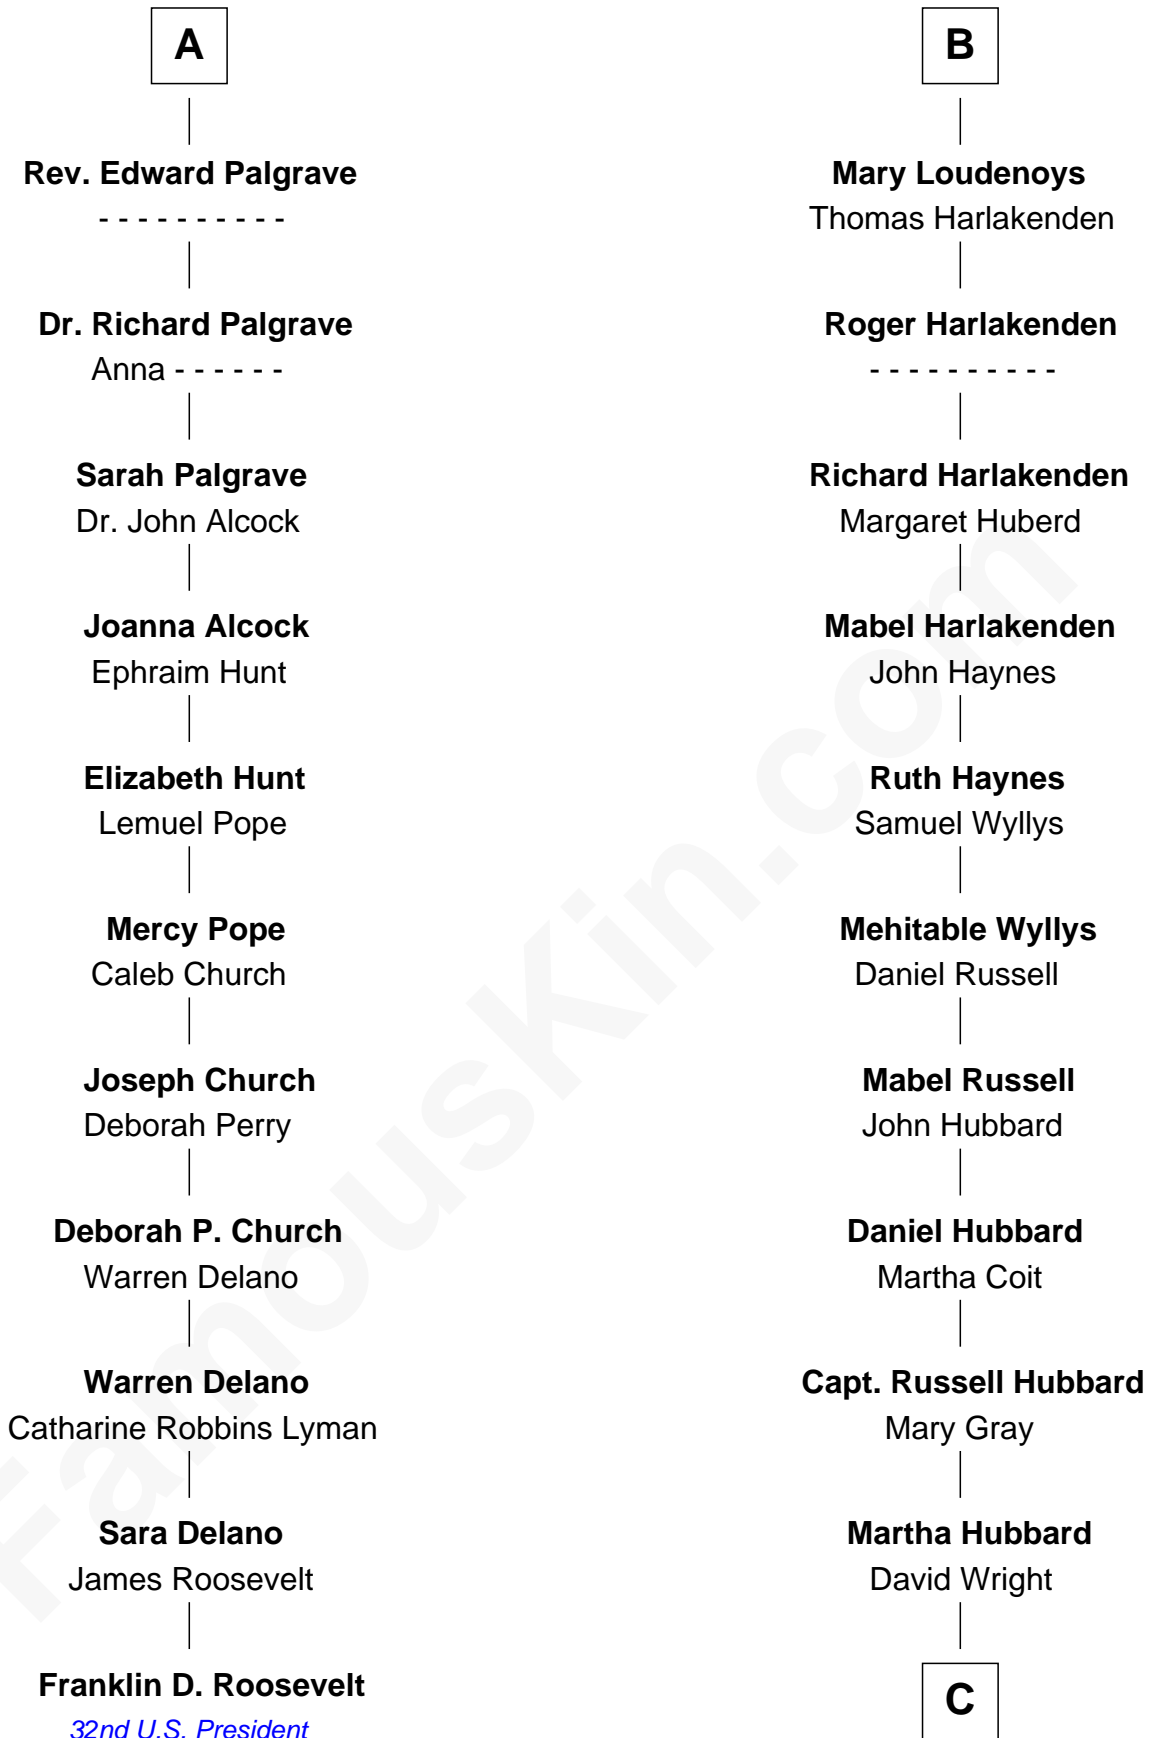 A
Rev. Edward Palgrave
- - - - - - - - - -
Dr. Richard Palgrave
Anna - - - - - -
Sarah Palgrave
Dr. John Alcock
Joanna Alcock
Ephraim Hunt
Elizabeth Hunt
Lemuel Pope
Mercy Pope
Caleb Church
Joseph Church
Deborah Perry
Deborah P. Church
Warren Delano
Warren Delano
Catharine Robbins Lyman
Sara Delano
James Roosevelt
Franklin D. Roosevelt
32nd U.S. President
B
Mary Loudenoys
Thomas Harlakenden
Roger Harlakenden
- - - - - - - - - -
Richard Harlakenden
Margaret Huberd
Mabel Harlakenden
John Haynes
Ruth Haynes
Samuel Wyllys
Mehitable Wyllys
Daniel Russell
Mabel Russell
John Hubbard
Daniel Hubbard
Martha Coit
Capt. Russell Hubbard
Mary Gray
Martha Hubbard
David Wright
C
FamousKin.com